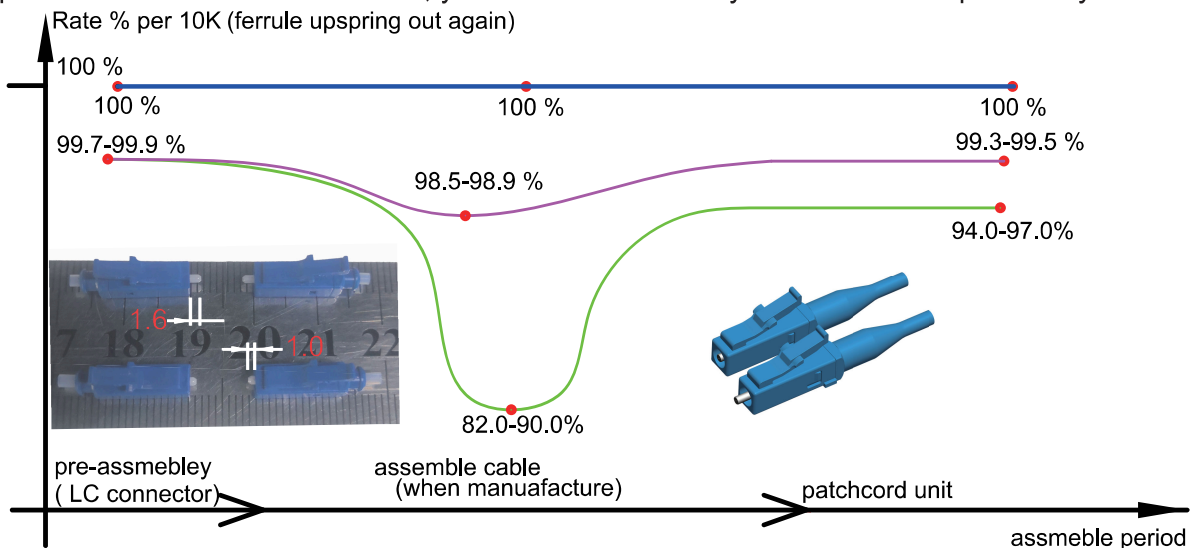 Rate % per 10K (ferrule upspring out again)
100 %
100 %
100 %
100 %
99.7-99.9 %
99.3-99.5 %
98.5-98.9 %
94.0-97.0%
1.6
1.0
7 18 19 20 21 22
82.0-90.0%
pre-assmebley
( LC connector)
assemble cable
(when manuafacture)
patchcord unit
assmeble period